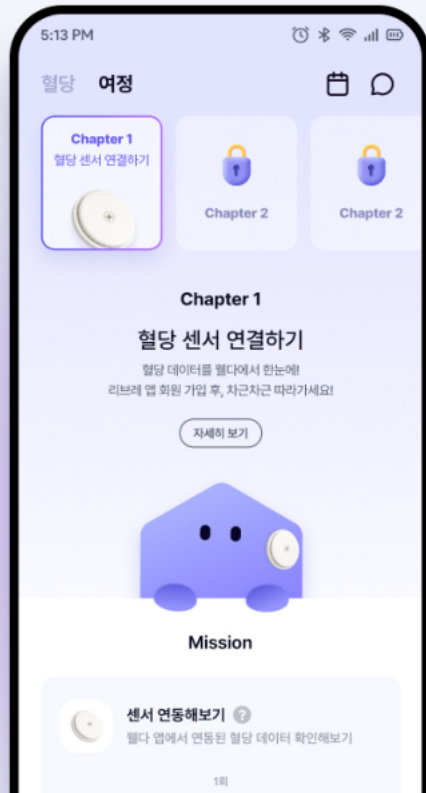 5:13 PM
혈당 여정
Chapter 1
혈당 센서 연결하기
Chapter 2
Chapter 2
Chapter 1
혈당 센서 연결하기
혈당 데이터를 웰다에서 한눈에!
리브레 앱 회원 가입 후, 차근차근 따라가세요!
자세히 보기
Mission
센서 연동해보기 ?
웰다 앱에서 연동된 혈당 데이터 확인해보기
1회